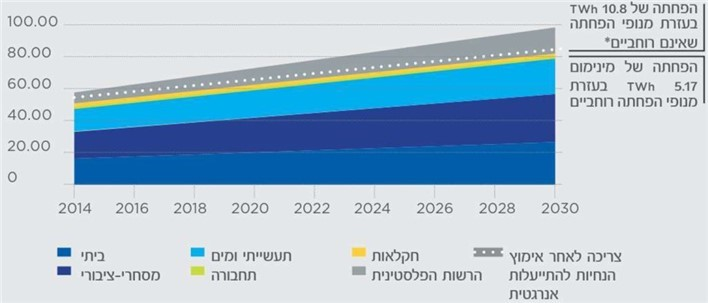 הפחתה של 10.8 TWh
בעזרת מנופי הפחתה
שאינם רוחביים*
הפחתה של מינימום
5.17 TWh בעזרת
מנופי הפחתה רוחביים
100.00
80.00
60.00
40.00
20.00
0
2014 2016 2018 2020 2022 2024 2026 2028 2030
ביתי
מסחרי-ציבורי
תעשייתי ומים
תחבורה
חקלאות
הרשות הפלסטינית
צריכה לאחר אימוץ
הנחיות להתייעלות
אנרגטית